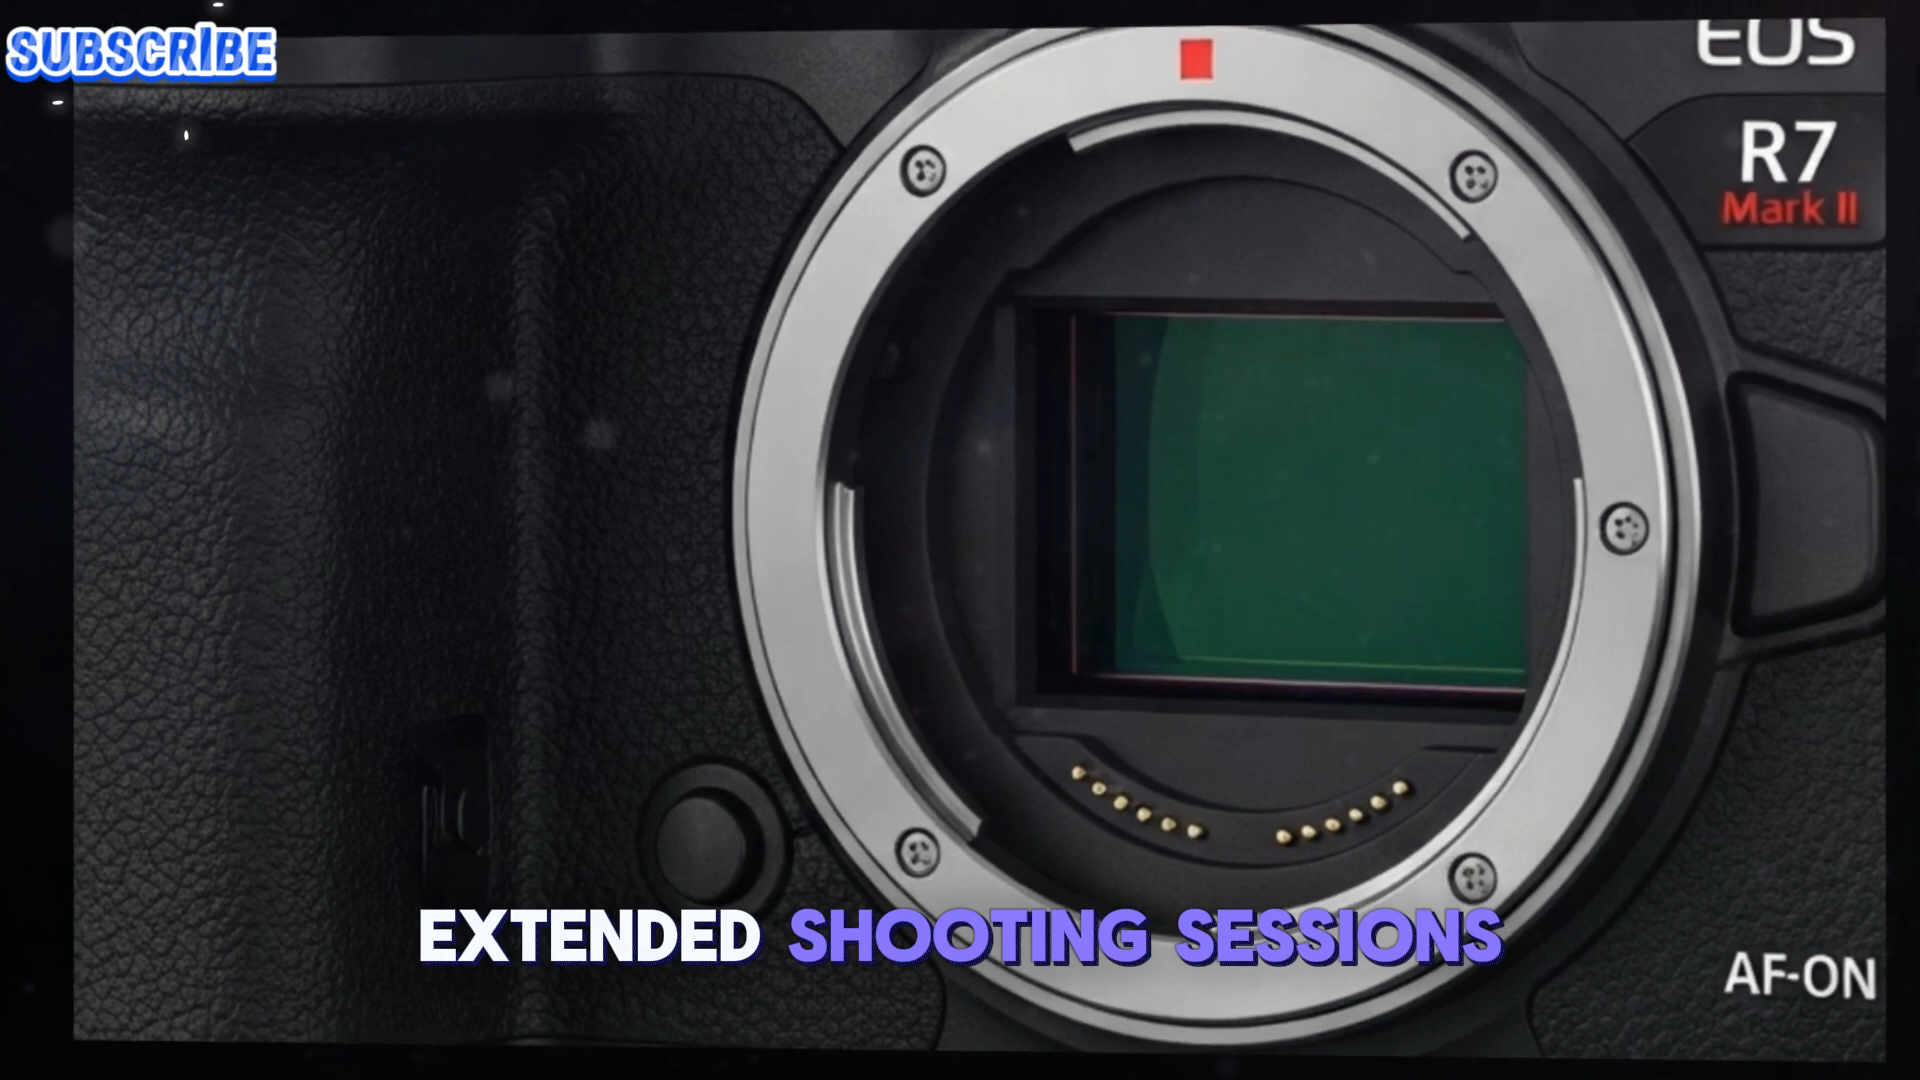 SUBSCRIBE
EOS
R7
Mark II
EXTENDED SHOOTING SESSIONS
AF-ON